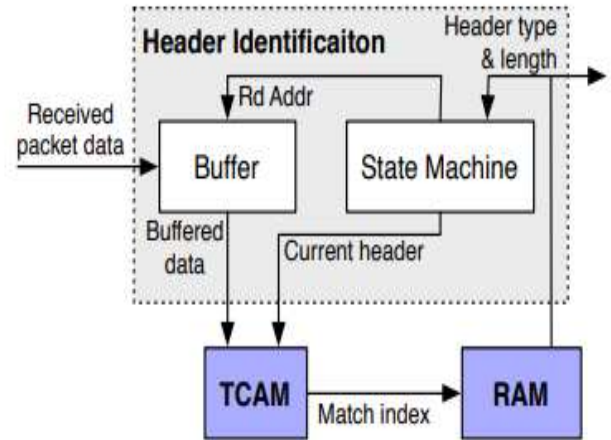 Header Identificaiton
Header type
& length
Rd Addr
Received
packet data
Buffer
State Machine
Buffered
data
Current header
TCAM
Match index
RAM